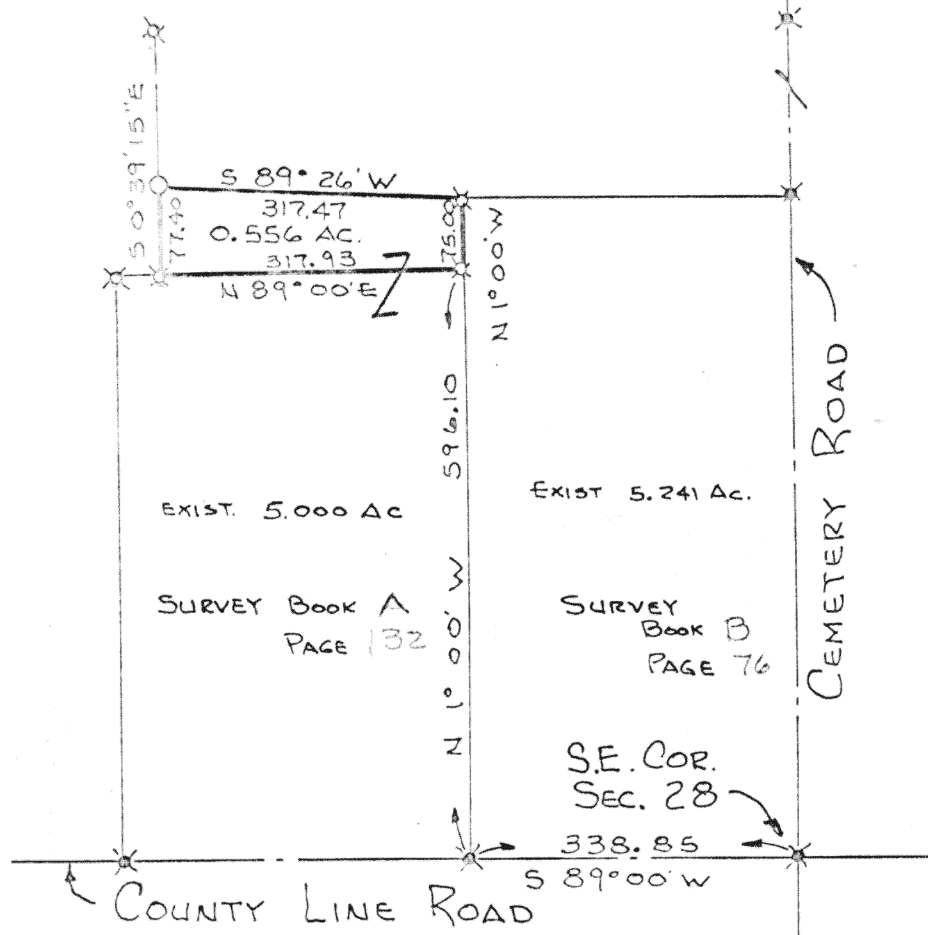 S 0°39'15"E
S 89°26'W
317.47
77.40
0.556 AC.
75.00
317.93
N 89°00'E
N 1°00'W
596.10
N 1°00'W
EXIST. 5.000 AC
SURVEY BOOK A
PAGE 132
EXIST 5.241 AC.
SURVEY
BOOK B
PAGE 76
CEMETERY ROAD
S.E. COR.
SEC. 28
338.85
S 89°00'W
COUNTY LINE ROAD